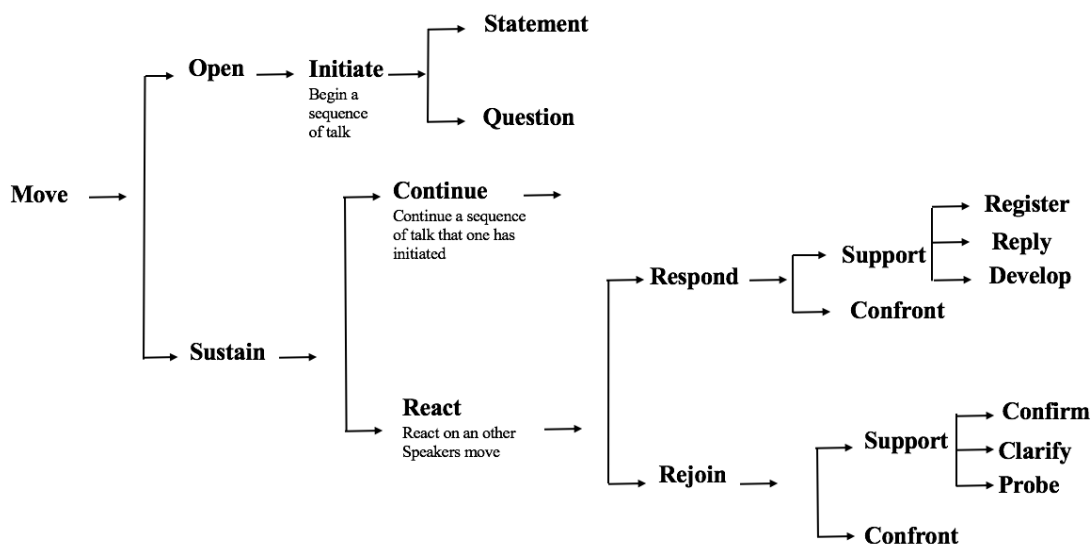 Move
Open
Initiate
Begin a
sequence
of talk
Statement
Question
Sustain
Continue
Continue a sequence
of talk that one has
initiated
React
React on an other
Speakers move
Respond
Support
Register
Reply
Develop
Confront
Rejoin
Support
Confirm
Clarify
Probe
Confront